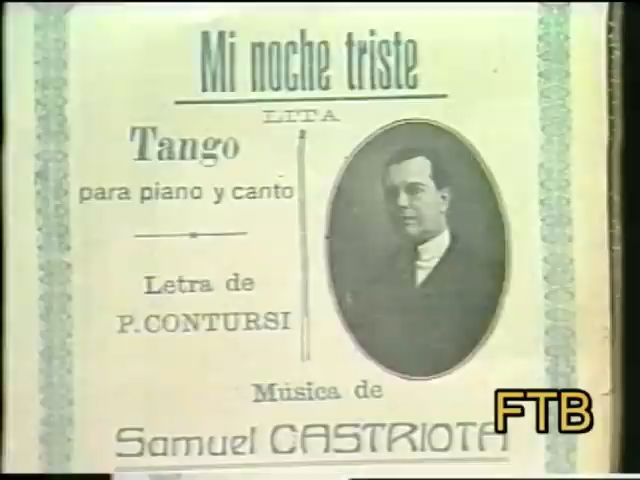 Mi noche triste
LITA
Tango
para piano y canto
Letra de
P. CONTURSI
Música de
Samuel CASTRIOTA
FTB